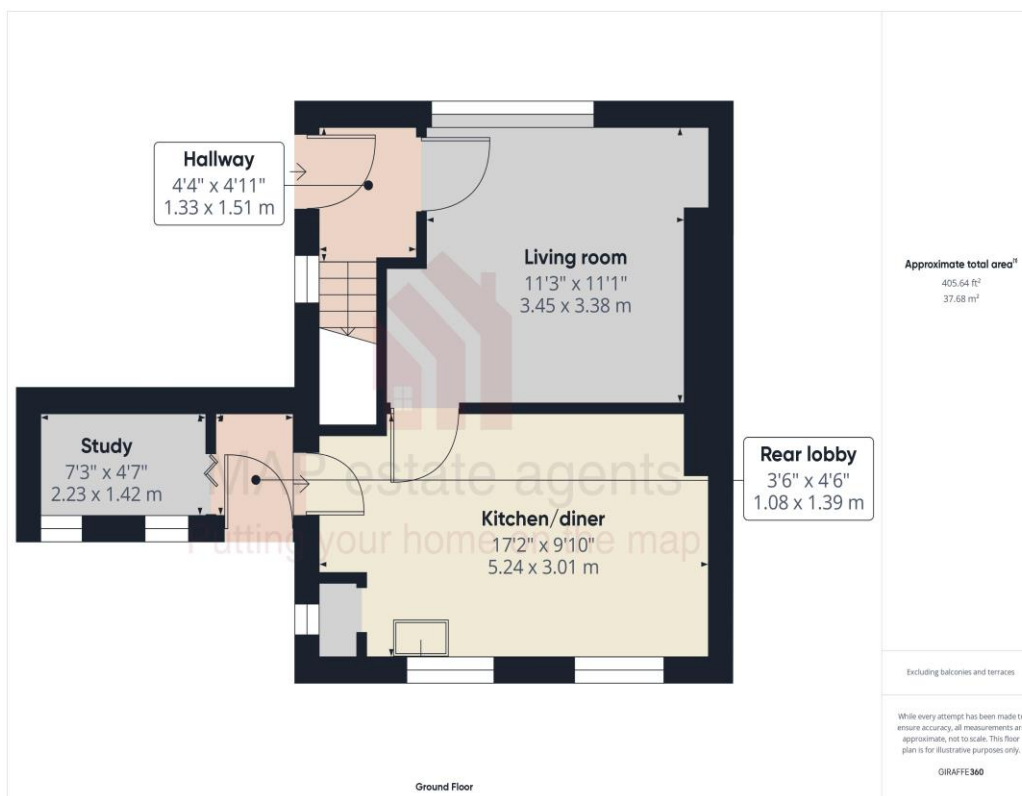 Hallway
4'4" x 4'11"
1.33 x 1.51 m
Living room
11'3" x 11'1"
3.45 x 3.38 m
Study
7'3" x 4'7"
2.23 x 1.42 m
Rear lobby
3'6" x 4'6"
1.08 x 1.39 m
Kitchen/diner
17'2" x 9'10"
5.24 x 3.01 m
MAP estate agents
Putting your home on the map
Ground Floor
Approximate total area⁽¹⁾
405.64 ft²
37.68 m²
Excluding balconies and terraces
While every attempt has been made to
ensure accuracy, all measurements are
approximate, not to scale. This floor
plan is for illustrative purposes only.
GIRAFFE360